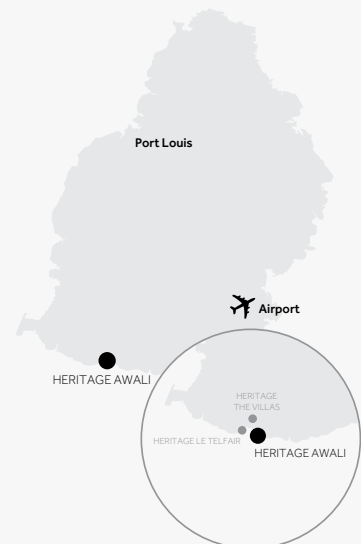 Port Louis
Airport
HERITAGE AWALI
HERITAGE
THE VILLAS
HERITAGE LE TELFAIR
HERITAGE AWALI